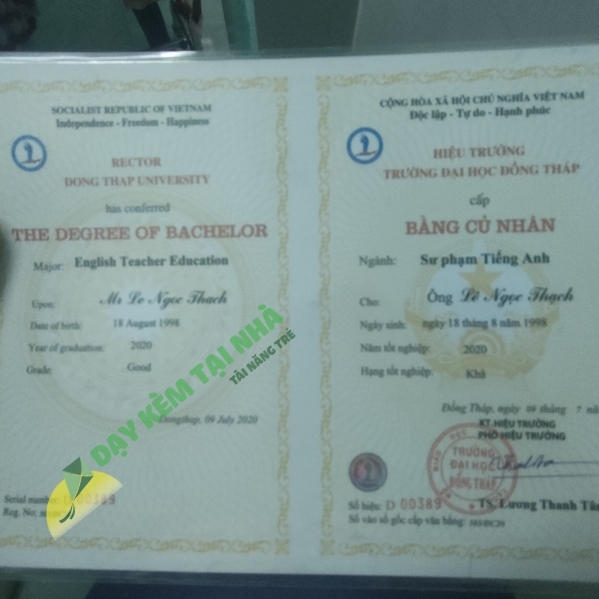 SOCIALIST REPUBLIC OF VIETNAM
Independence - Freedom - Happiness
RECTOR
DONG THAP UNIVERSITY
has conferred
THE DEGREE OF BACHELOR
Major: English Teacher Education
Upon: Mr Le Ngoc Thach
Date of birth: 18 August 1998
Year of graduation: 2020
Grade: Good
Dongthap, 09 July 2020
Serial number: D 00389
Reg. No:
CỘNG HÒA XÃ HỘI CHỦ NGHĨA VIỆT NAM
Độc lập - Tự do - Hạnh phúc
HIỆU TRƯỞNG
TRƯỜNG ĐẠI HỌC ĐỒNG THÁP
cấp
BẰNG CỬ NHÂN
Ngành: Sư phạm Tiếng Anh
Cho: Ông Lê Ngọc Thạch
Ngày sinh: ngày 18 tháng 8 năm 1998
Năm tốt nghiệp: 2020
Hạng tốt nghiệp: Khá
Đồng Tháp, ngày 09 tháng 7
KT.HIỆU TRƯỞNG
PHÓ HIỆU TRƯỞNG
TRƯỜNG
ĐẠI HỌC
ĐỒNG THÁP
Số hiệu: D 00389 TS. Lương Thanh
Số vào sổ gốc cấp văn bằng:
DẠY KÈM TẠI NHÀ
TÀI NĂNG TRẺ